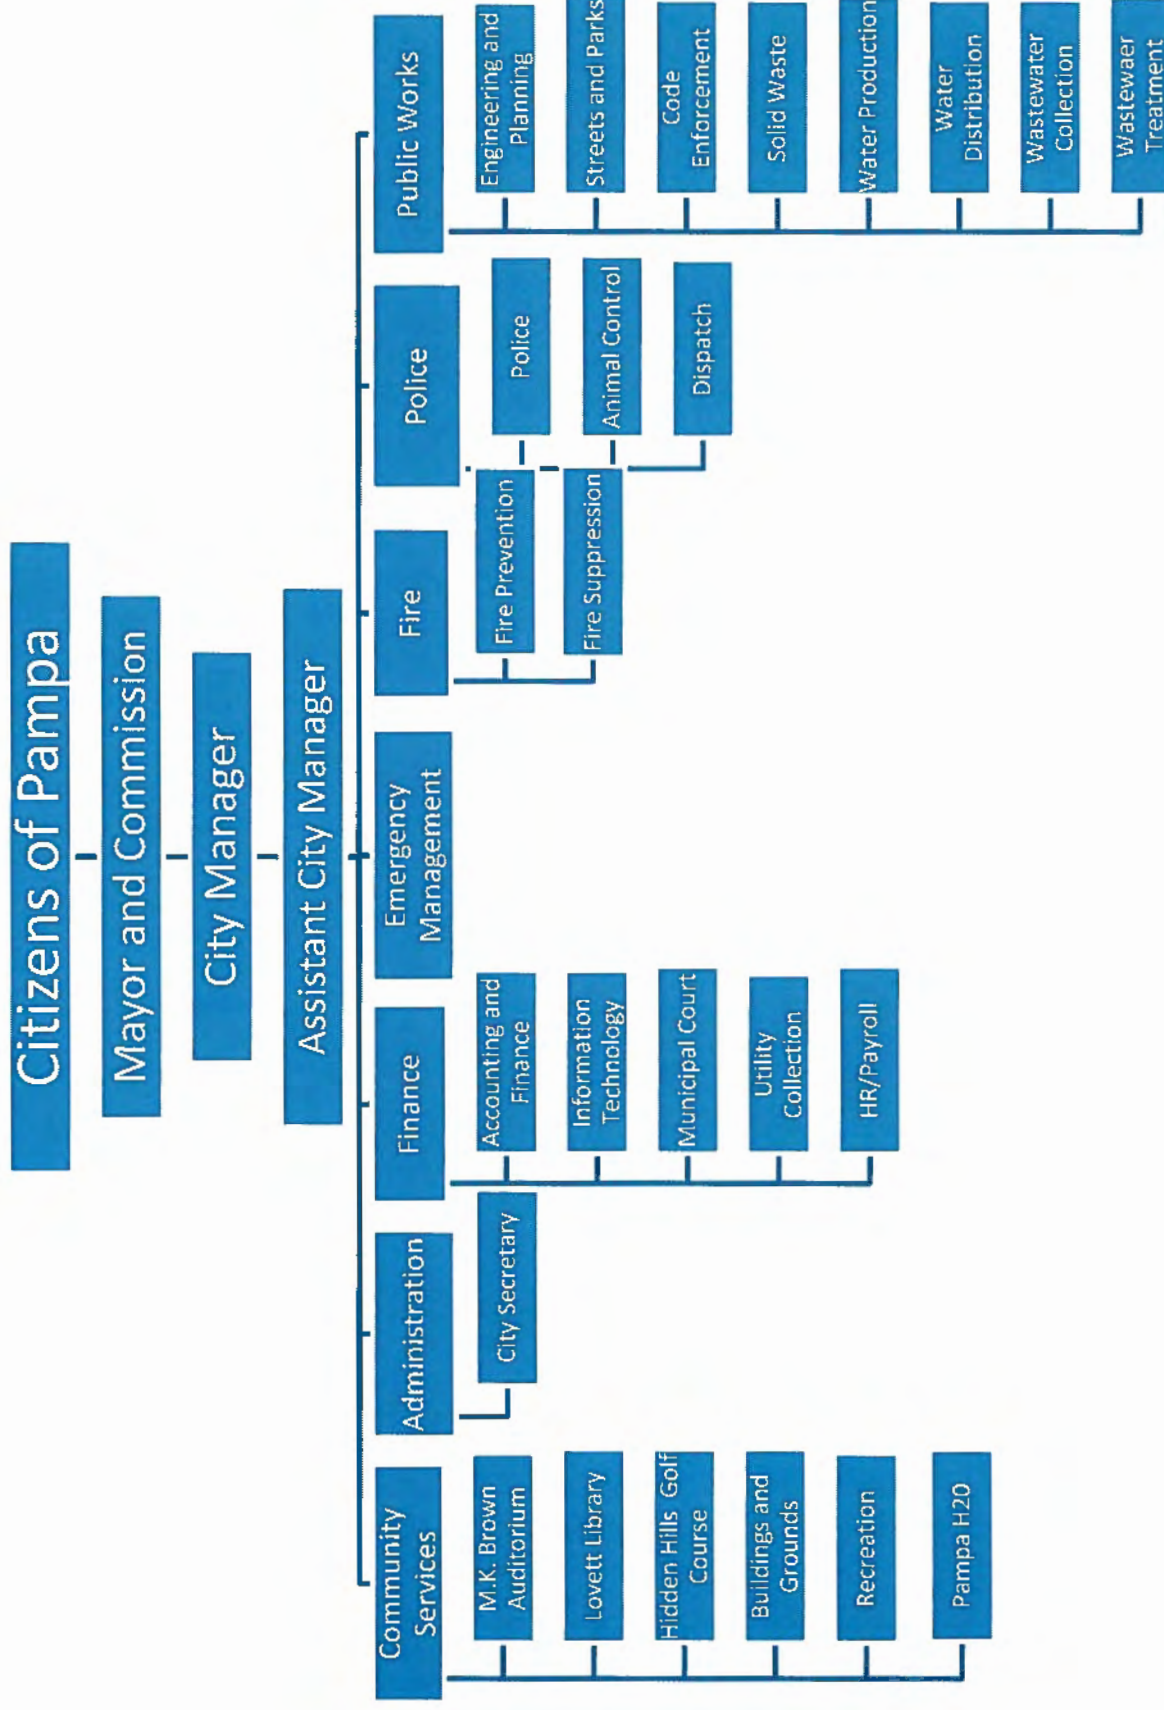 Citizens of Pampa
Mayor and Commission
City Manager
Assistant City Manager
Community
Services
M.K. Brown
Auditorium
Lovett Library
Hidden Hills Golf
Course
Buildings and
Grounds
Recreation
Pampa H20
Administration
City Secretary
Finance
Accounting and
Finance
Information
Technology
Municipal Court
Utility
Collection
HR/Payroll
Emergency
Management
Fire
Fire Prevention
Fire Suppression
Police
Police
Animal Control
Dispatch
Public Works
Engineering and
Planning
Streets and Parks
Code
Enforcement
Solid Waste
Water Production
Water
Distribution
Wastewater
Collection
Wastewaer
Treatment